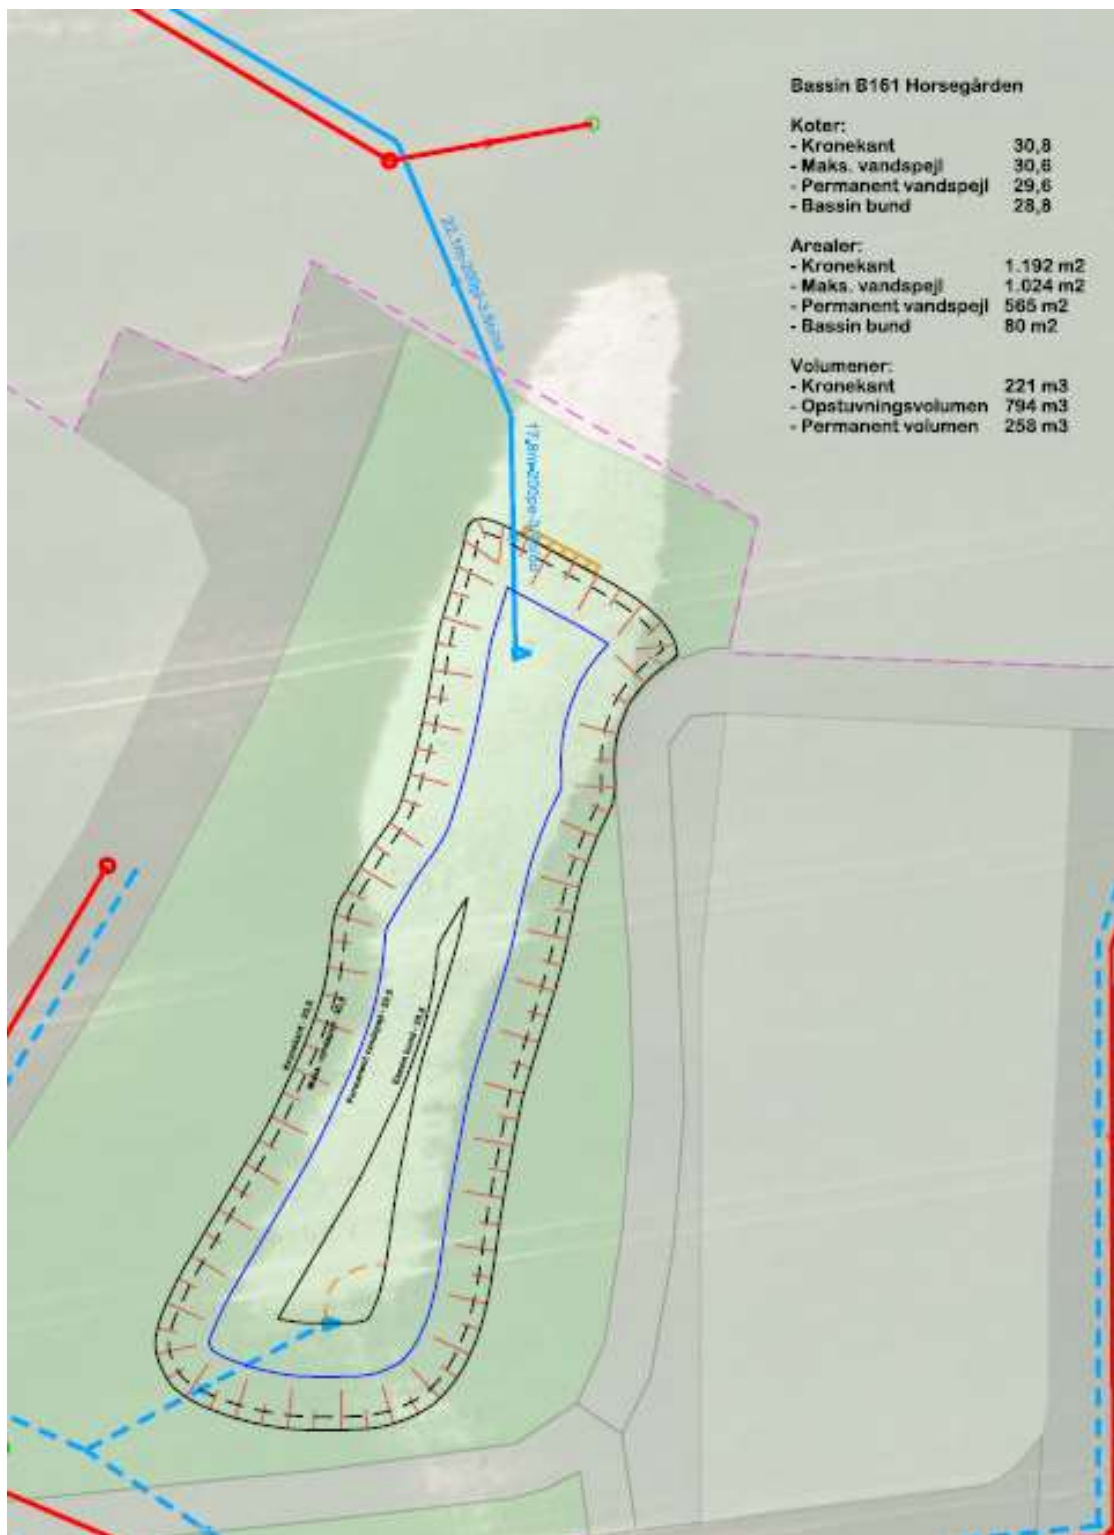 Bassin B161 Horsegården
Koter:
- Kronekant 30,8
- Maks. vandspejl 30,6
- Permanent vandspejl 29,6
- Bassin bund 28,8
Arealer:
- Kronekant 1.192 m2
- Maks. vandspejl 1.024 m2
- Permanent vandspejl 565 m2
- Bassin bund 80 m2
Volumener:
- Kronekant 221 m3
- Opstuvningsvolumen 794 m3
- Permanent volumen 258 m3